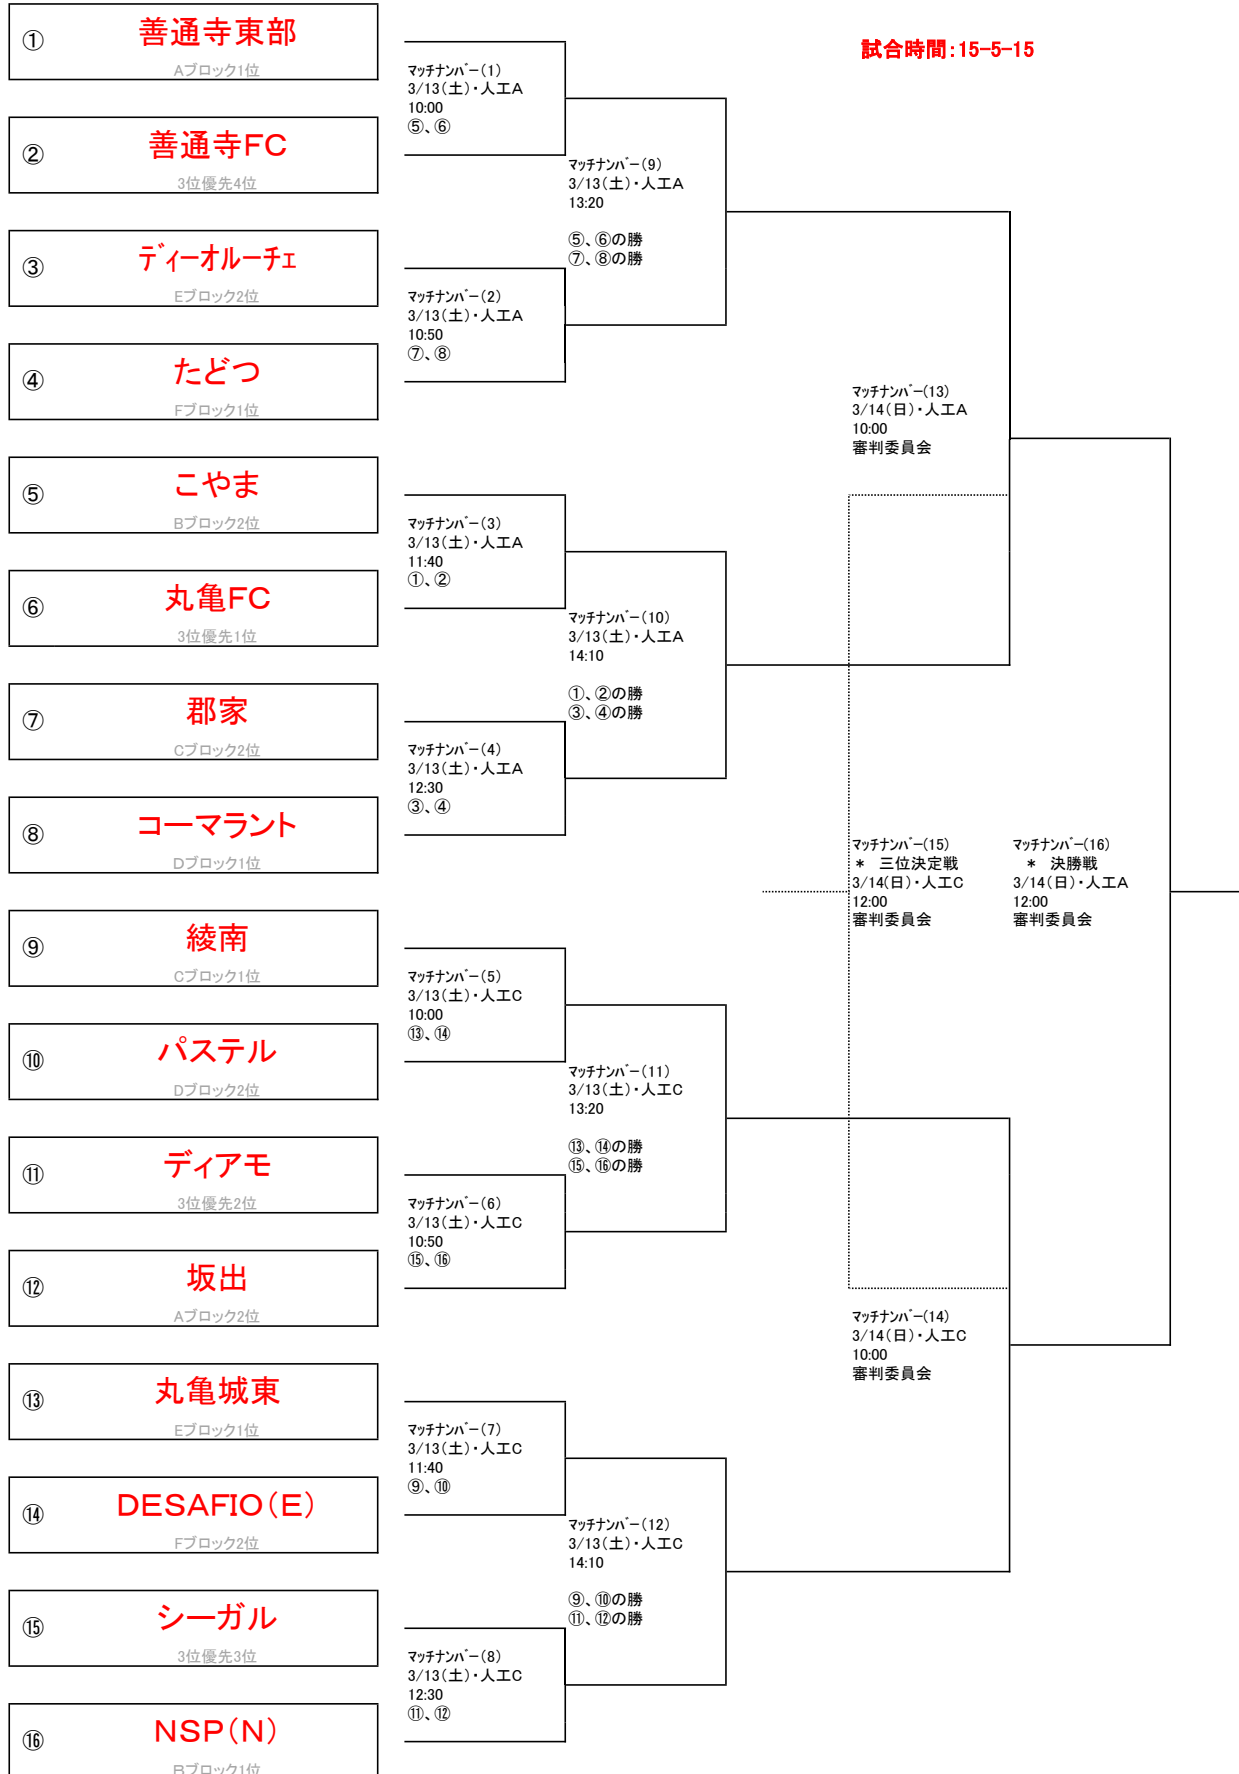 ① 善通寺東部
Aブロック1位
② 善通寺FC
3位優先4位
③ ディーオルーチェ
Eブロック2位
④ たどつ
Fブロック1位
⑤ こやま
Bブロック2位
⑥ 丸亀FC
3位優先1位
⑦ 郡家
Cブロック2位
⑧ コーマラント
Dブロック1位
⑨ 綾南
Cブロック1位
⑩ パステル
Dブロック2位
⑪ ディアモ
3位優先2位
⑫ 坂出
Aブロック2位
⑬ 丸亀城東
Eブロック1位
⑭ DESAFIO(E)
Fブロック2位
⑮ シーガル
3位優先3位
⑯ NSP(N)
Bブロック1位
マッチナンバー(1)
3/13(土)・人工A
10:00
⑤、⑥
マッチナンバー(2)
3/13(土)・人工A
10:50
⑦、⑧
マッチナンバー(3)
3/13(土)・人工A
11:40
①、②
マッチナンバー(4)
3/13(土)・人工A
12:30
③、④
マッチナンバー(5)
3/13(土)・人工C
10:00
⑬、⑭
マッチナンバー(6)
3/13(土)・人工C
10:50
⑮、⑯
マッチナンバー(7)
3/13(土)・人工C
11:40
⑨、⑩
マッチナンバー(8)
3/13(土)・人工C
12:30
⑪、⑫
マッチナンバー(9)
3/13(土)・人工A
13:20
⑤、⑥の勝
⑦、⑧の勝
マッチナンバー(10)
3/13(土)・人工A
14:10
①、②の勝
③、④の勝
マッチナンバー(11)
3/13(土)・人工C
13:20
⑬、⑭の勝
⑮、⑯の勝
マッチナンバー(12)
3/13(土)・人工C
14:10
⑨、⑩の勝
⑪、⑫の勝
試合時間:15-5-15
マッチナンバー(13)
3/14(日)・人工A
10:00
審判委員会
マッチナンバー(15)
* 三位決定戦
3/14(日)・人工C
12:00
審判委員会
マッチナンバー(16)
* 決勝戦
3/14(日)・人工A
12:00
審判委員会
マッチナンバー(14)
3/14(日)・人工C
10:00
審判委員会